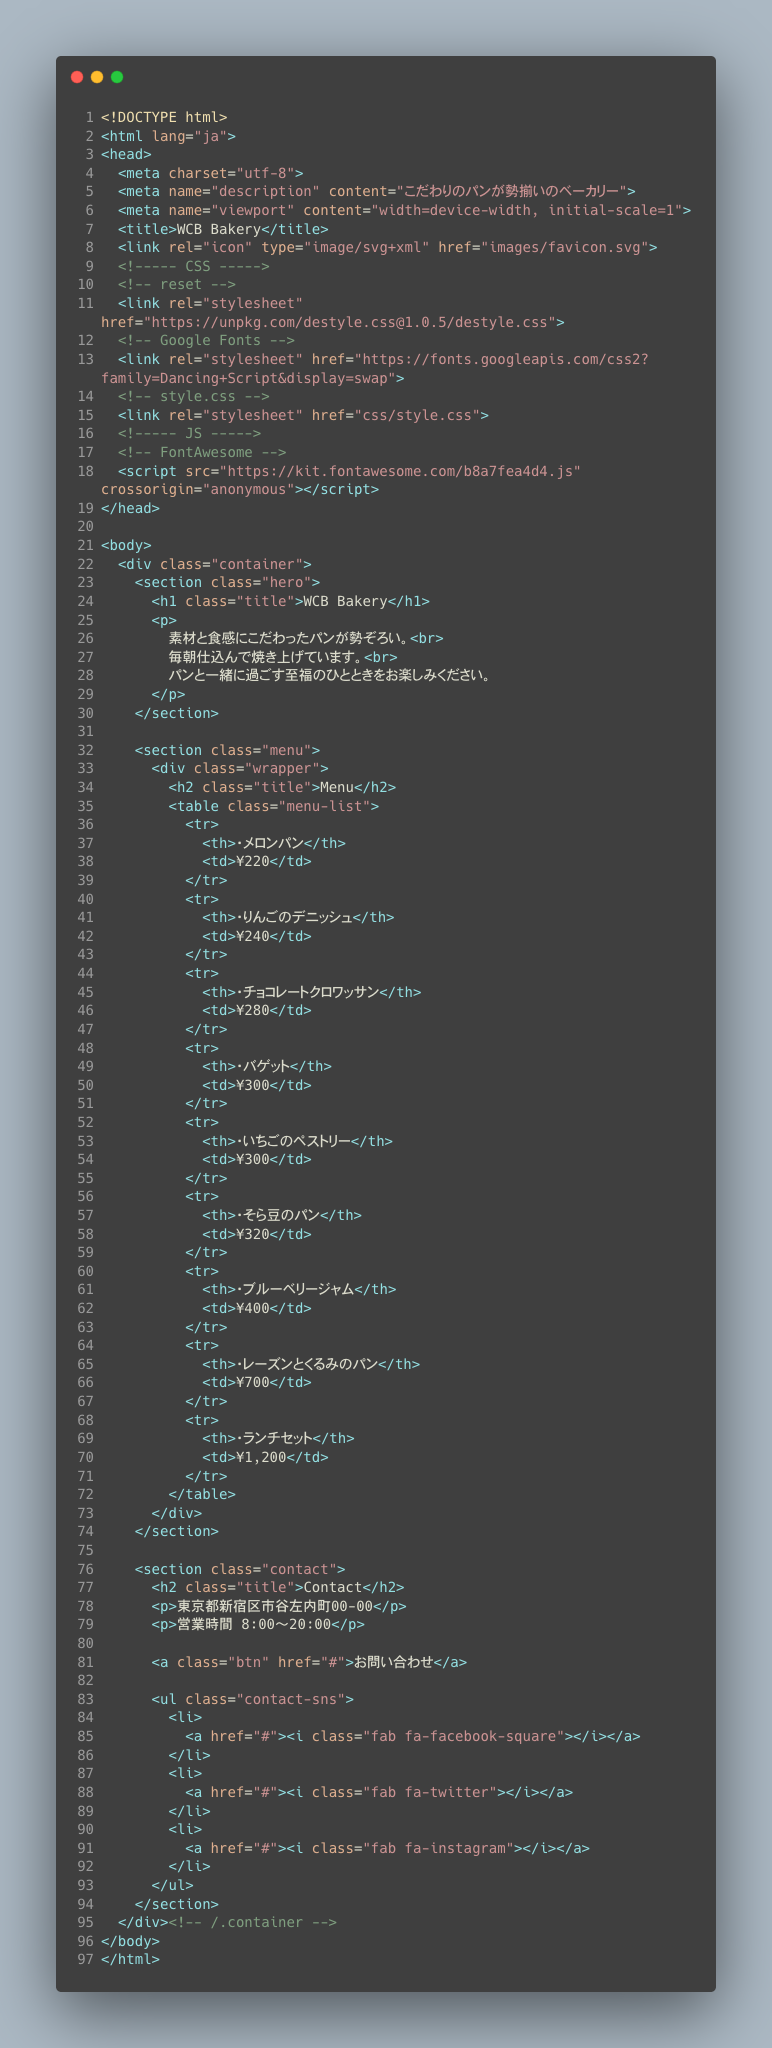 1 <!DOCTYPE html>
2 <html lang="ja">
3 <head>
4   <meta charset="utf-8">
5   <meta name="description" content="こだわりのパンが勢揃いのベーカリー">
6   <meta name="viewport" content="width=device-width, initial-scale=1">
7   <title>WCB Bakery</title>
8   <link rel="icon" type="image/svg+xml" href="images/favicon.svg">
9   <!----- CSS ----->
10   <!-- reset -->
11   <link rel="stylesheet"
href="https://unpkg.com/destyle.css@1.0.5/destyle.css">
12   <!-- Google Fonts -->
13   <link rel="stylesheet" href="https://fonts.googleapis.com/css2?
family=Dancing+Script&display=swap">
14   <!-- style.css -->
15   <link rel="stylesheet" href="css/style.css">
16   <!----- JS ----->
17   <!-- FontAwesome -->
18   <script src="https://kit.fontawesome.com/b8a7fea4d4.js"
crossorigin="anonymous"></script>
19 </head>
20
21 <body>
22   <div class="container">
23     <section class="hero">
24       <h1 class="title">WCB Bakery</h1>
25       <p>
26         素材と食感にこだわったパンが勢ぞろい。<br>
27         毎朝仕込んで焼き上げています。<br>
28         パンと一緒に過ごす至福のひとときをお楽しみください。
29       </p>
30     </section>
31
32     <section class="menu">
33       <div class="wrapper">
34         <h2 class="title">Menu</h2>
35         <table class="menu-list">
36           <tr>
37             <th>・メロンパン</th>
38             <td>¥220</td>
39           </tr>
40           <tr>
41             <th>・りんごのデニッシュ</th>
42             <td>¥240</td>
43           </tr>
44           <tr>
45             <th>・チョコレートクロワッサン</th>
46             <td>¥280</td>
47           </tr>
48           <tr>
49             <th>・バゲット</th>
50             <td>¥300</td>
51           </tr>
52           <tr>
53             <th>・いちごのペストリー</th>
54             <td>¥300</td>
55           </tr>
56           <tr>
57             <th>・そら豆のパン</th>
58             <td>¥320</td>
59           </tr>
60           <tr>
61             <th>・ブルーベリージャム</th>
62             <td>¥400</td>
63           </tr>
64           <tr>
65             <th>・レーズンとくるみのパン</th>
66             <td>¥700</td>
67           </tr>
68           <tr>
69             <th>・ランチセット</th>
70             <td>¥1,200</td>
71           </tr>
72         </table>
73       </div>
74     </section>
75
76     <section class="contact">
77       <h2 class="title">Contact</h2>
78       <p>東京都新宿区市谷左内町00-00</p>
79       <p>営業時間 8:00〜20:00</p>
80
81       <a class="btn" href="#">お問い合わせ</a>
82
83       <ul class="contact-sns">
84         <li>
85           <a href="#"><i class="fab fa-facebook-square"></i></a>
86         </li>
87         <li>
88           <a href="#"><i class="fab fa-twitter"></i></a>
89         </li>
90         <li>
91           <a href="#"><i class="fab fa-instagram"></i></a>
92         </li>
93       </ul>
94     </section>
95   </div><!-- /.container -->
96 </body>
97 </html>